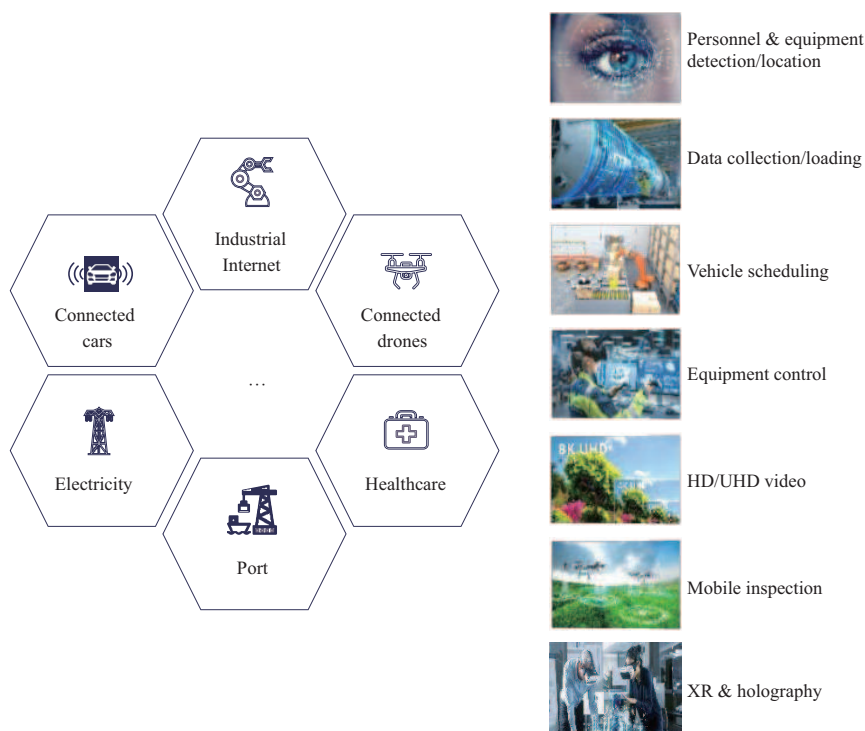 Industrial
Internet
Connected
cars
Connected
drones
...
Electricity
Healthcare
Port
Personnel & equipment
detection/location
Data collection/loading
Vehicle scheduling
Equipment control
8K UHD
HD/UHD video
Mobile inspection
XR & holography